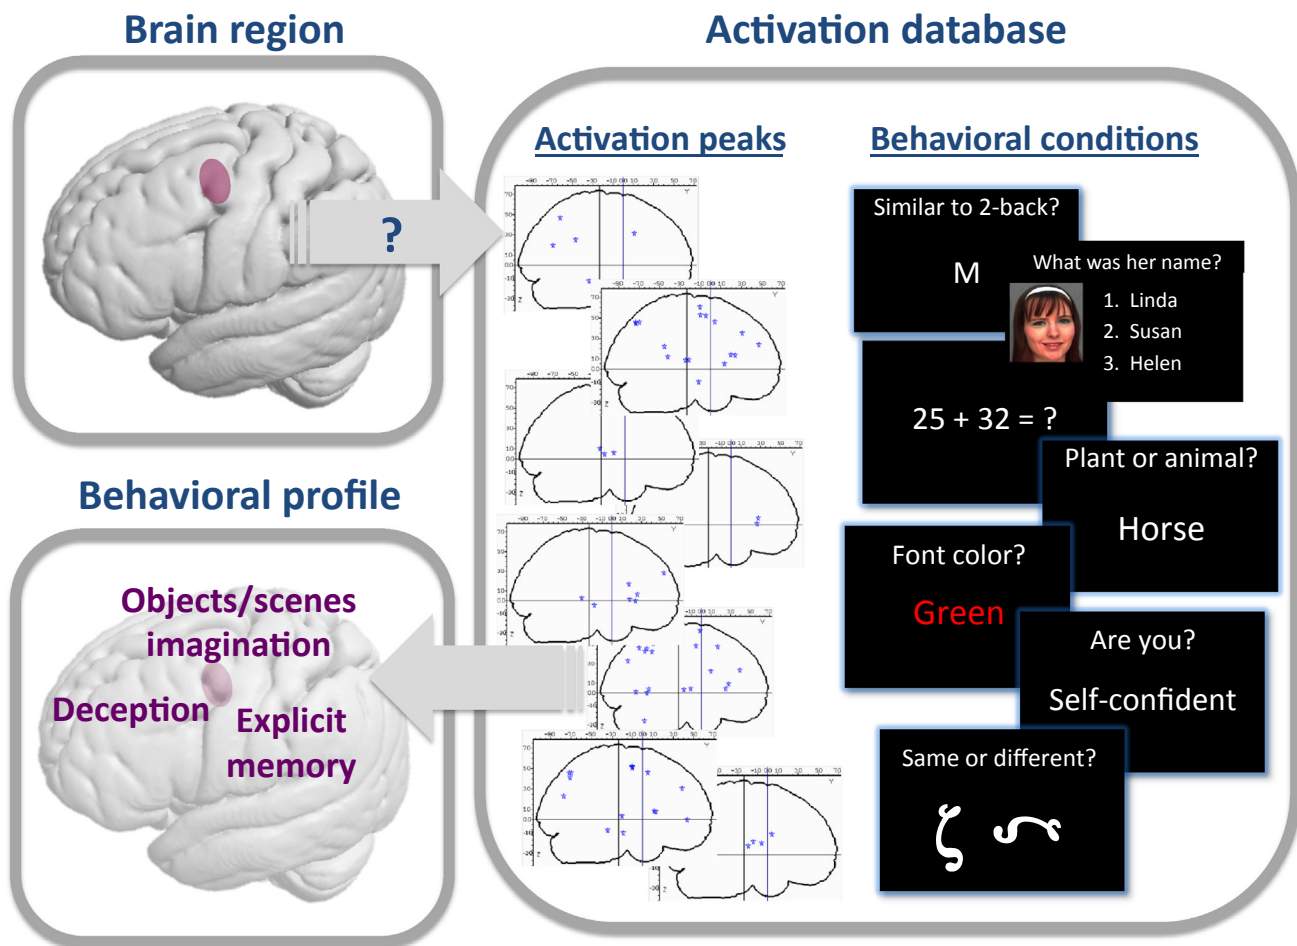 Brain region
Activation database
?
Activation peaks
Behavioral conditions
Similar to 2-back?
M
What was her name?
1. Linda
2. Susan
3. Helen
25 + 32 = ?
Plant or animal?
Horse
Font color?
Green
Are you?
Self-confident
Same or different?
Behavioral profile
Objects/scenes
imagination
Deception
Explicit
memory